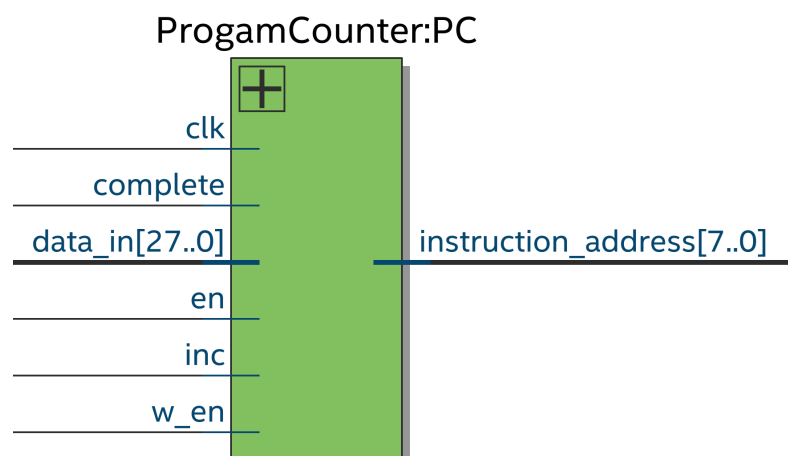 ProgamCounter:PC
clk
complete
data_in[27..0]
instruction_address[7..0]
en
inc
w_en